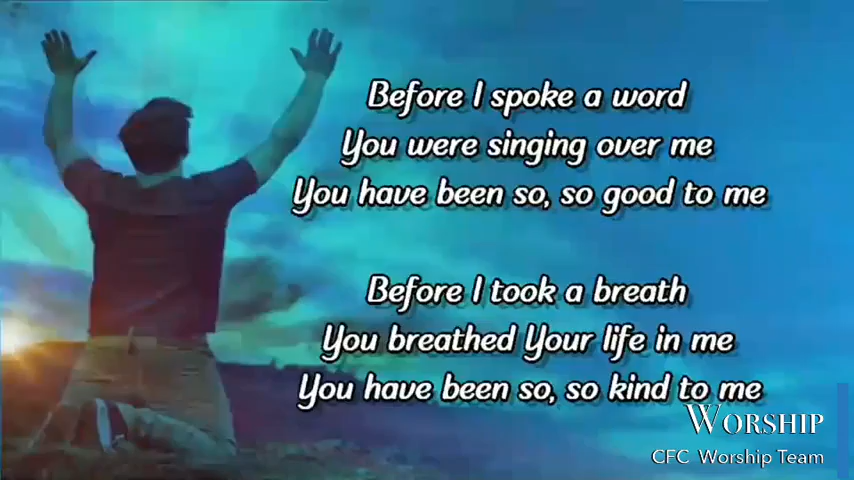 Before I spoke a word
You were singing over me
You have been so, so good to me
Before I took a breath
You breathed Your life in me
You have been so, so kind to me
WORSHIP
CFC Worship Team